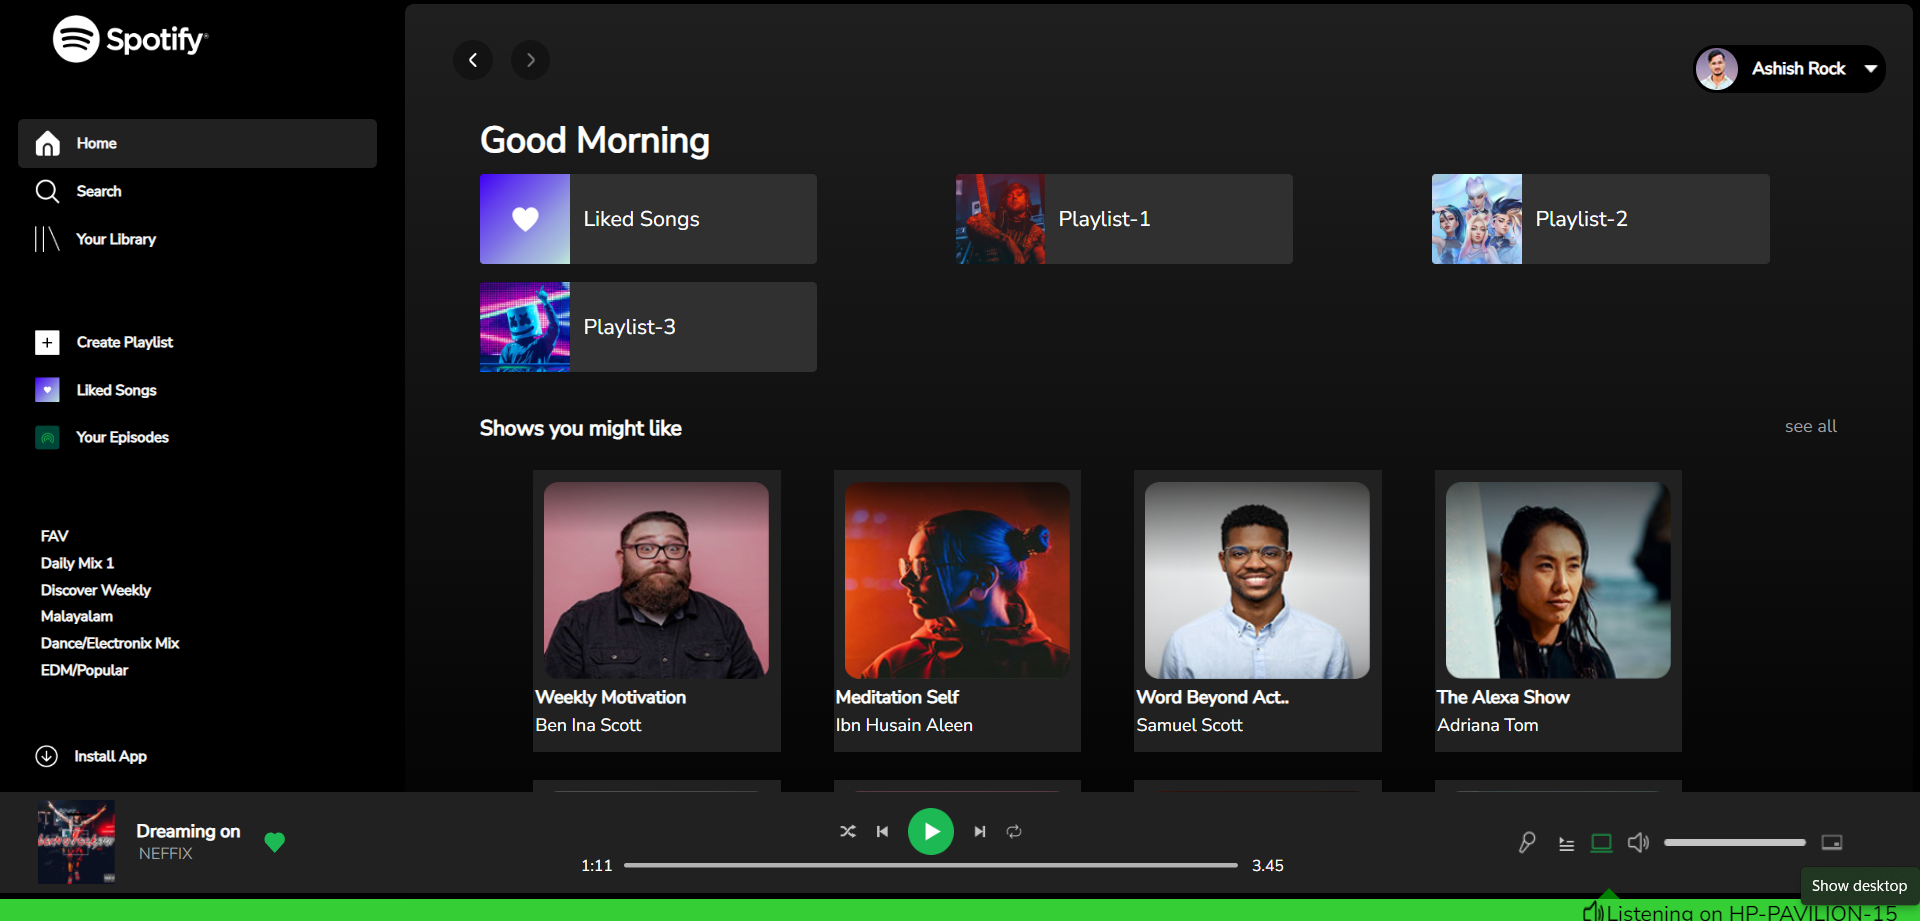 Spotify
Home
Search
Your Library
Create Playlist
Liked Songs
Your Episodes
FAV
Daily Mix 1
Discover Weekly
Malayalam
Dance/Electronix Mix
EDM/Popular
Install App
Ashish Rock
Good Morning
Liked Songs
Playlist-1
Playlist-2
Playlist-3
Shows you might like
see all
Weekly Motivation
Ben Ina Scott
Meditation Self
Ibn Husain Aleen
Word Beyond Act..
Samuel Scott
The Alexa Show
Adriana Tom
Dreaming on
NEFFIX
1:11
3.45
Show desktop
Listening on HP-PAVILION-15